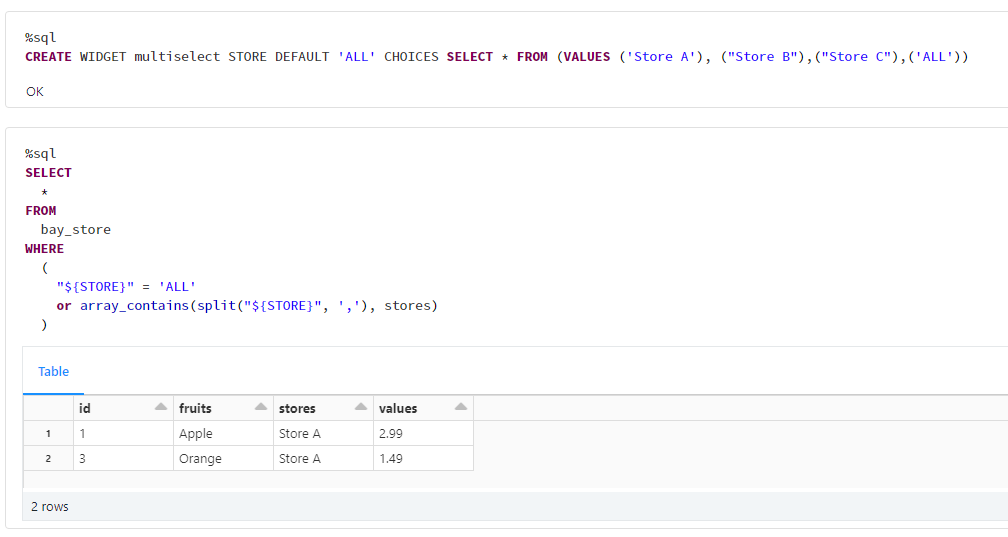 %sql
CREATE WIDGET multiselect STORE DEFAULT 'ALL' CHOICES SELECT * FROM (VALUES ('Store A'), ("Store B"),("Store C"),('ALL'))
OK
%sql
SELECT
*
FROM
bay_store
WHERE
(
"${STORE}" = 'ALL'
or array_contains(split("${STORE}", ','), stores)
)
Table
id fruits stores values
1 1 Apple Store A 2.99
2 3 Orange Store A 1.49
2 rows